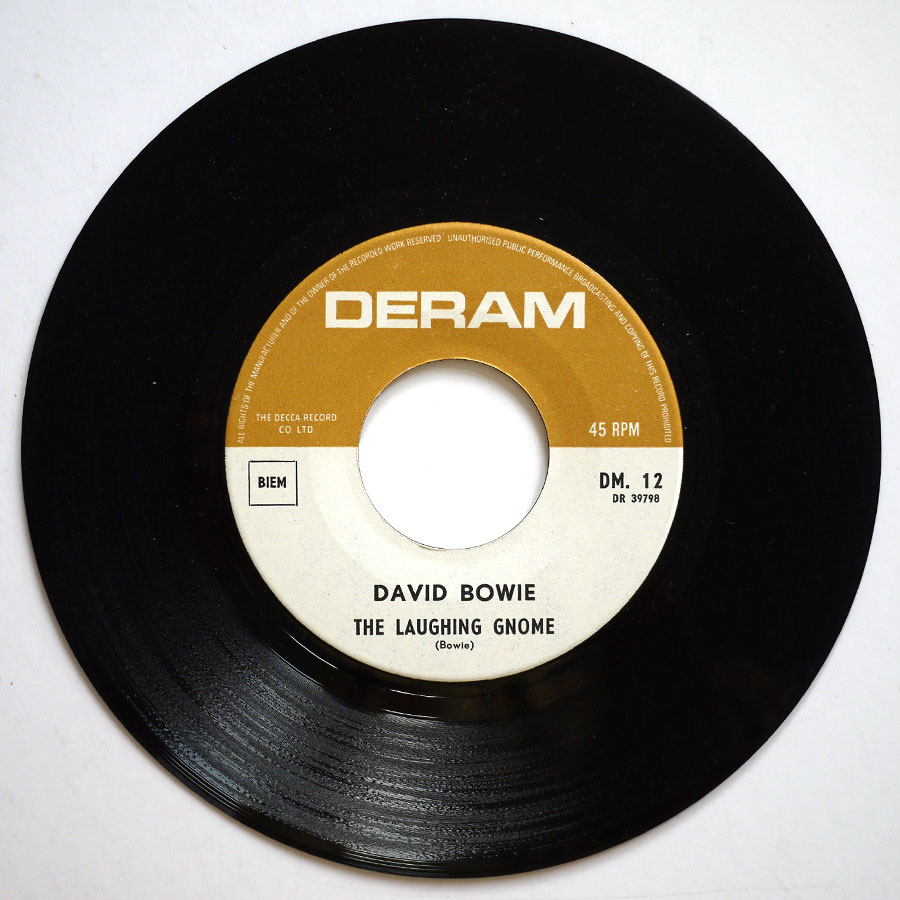 ALL RIGHTS OF THE MANUFACTURER AND OF THE OWNER OF THE RECORDED WORK RESERVED UNAUTHORISED PUBLIC PERFORMANCE BROADCASTING AND COPYING OF THIS RECORD PROHIBITED
DERAM
THE DECCA RECORD
CO LTD
45 RPM
BIEM
DM. 12
DR 39798
DAVID BOWIE
THE LAUGHING GNOME
(Bowie)